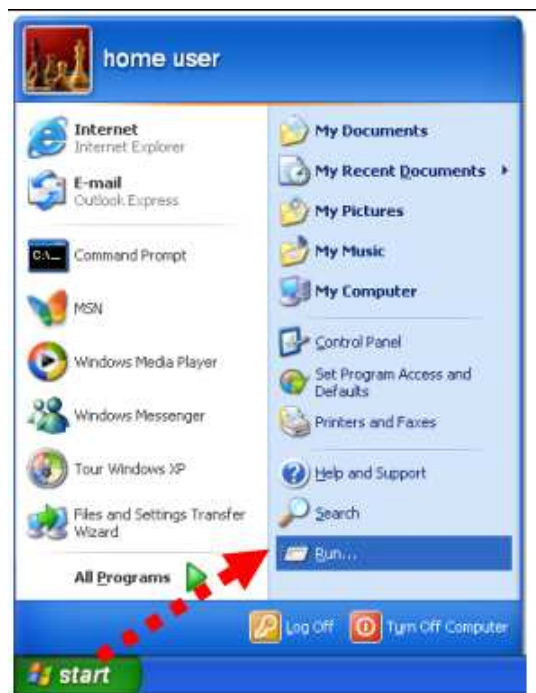 home user
Internet
Internet Explorer
E-mail
Outlook Express
C:\_
Command Prompt
MSN
Windows Media Player
Windows Messenger
Tour Windows XP
Files and Settings Transfer
Wizard
All Programs
My Documents
My Recent Documents
My Pictures
My Music
My Computer
Control Panel
Set Program Access and
Defaults
Printers and Faxes
Help and Support
Search
Run...
Log Off
Turn Off Computer
start